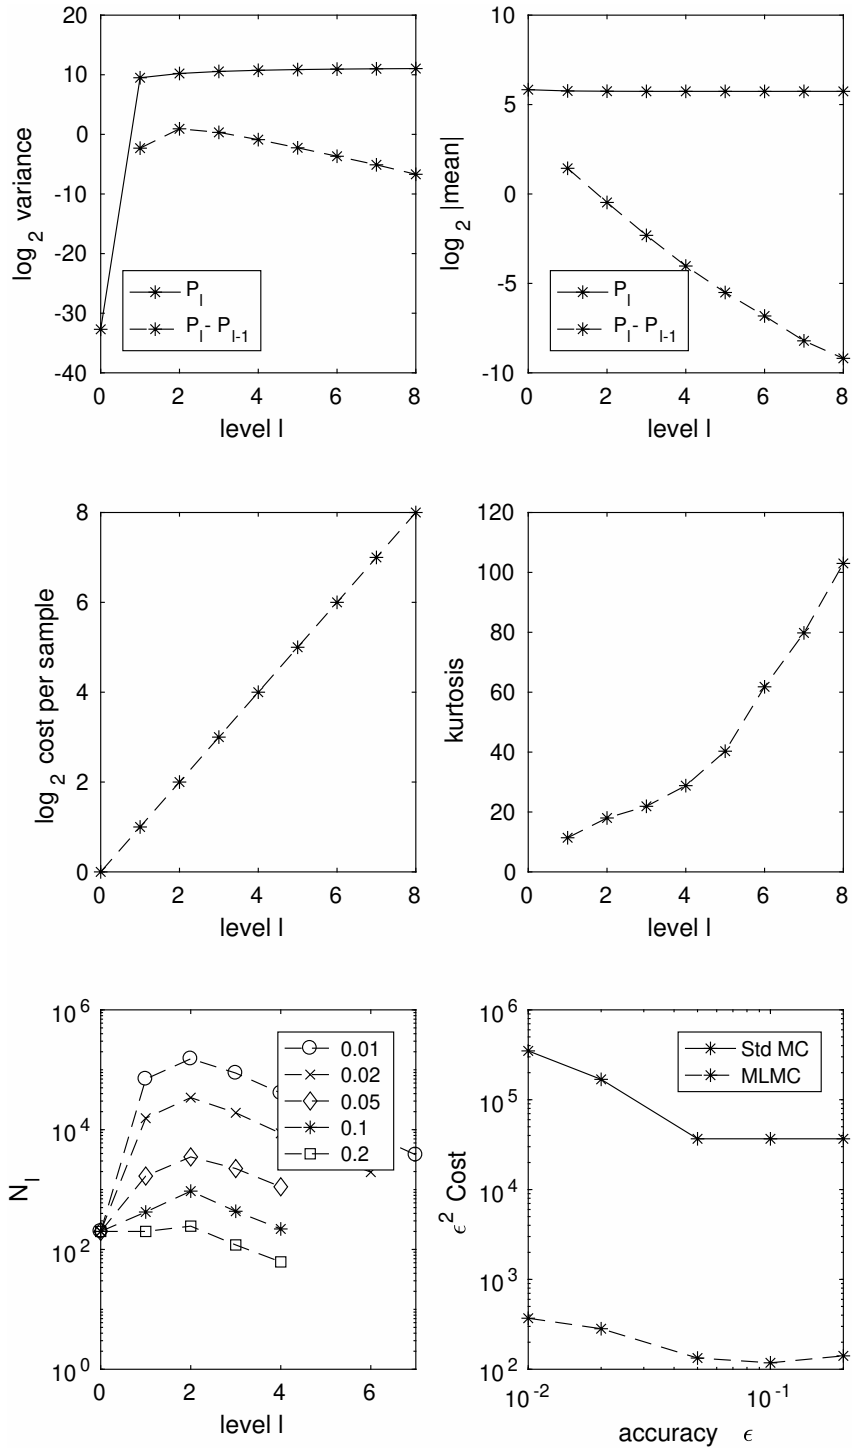 20
10
0
-10
-20
-30
-40
log 2 variance
P l
P l - P l-1
0 2 4 6 8
level l
10
5
0
-5
-10
log 2 |mean|
P l
P l - P l-1
0 2 4 6 8
level l
8
6
4
2
0
log 2 cost per sample
0 2 4 6 8
level l
120
100
80
60
40
20
0
kurtosis
0 2 4 6 8
level l
10^6
10^4
10^2
10^0
N l
0.01
0.02
0.05
0.1
0.2
0 2 4 6
level l
10^6
10^5
10^4
10^3
10^2
ϵ^2 Cost
Std MC
MLMC
10^-2 10^-1
accuracy ϵ